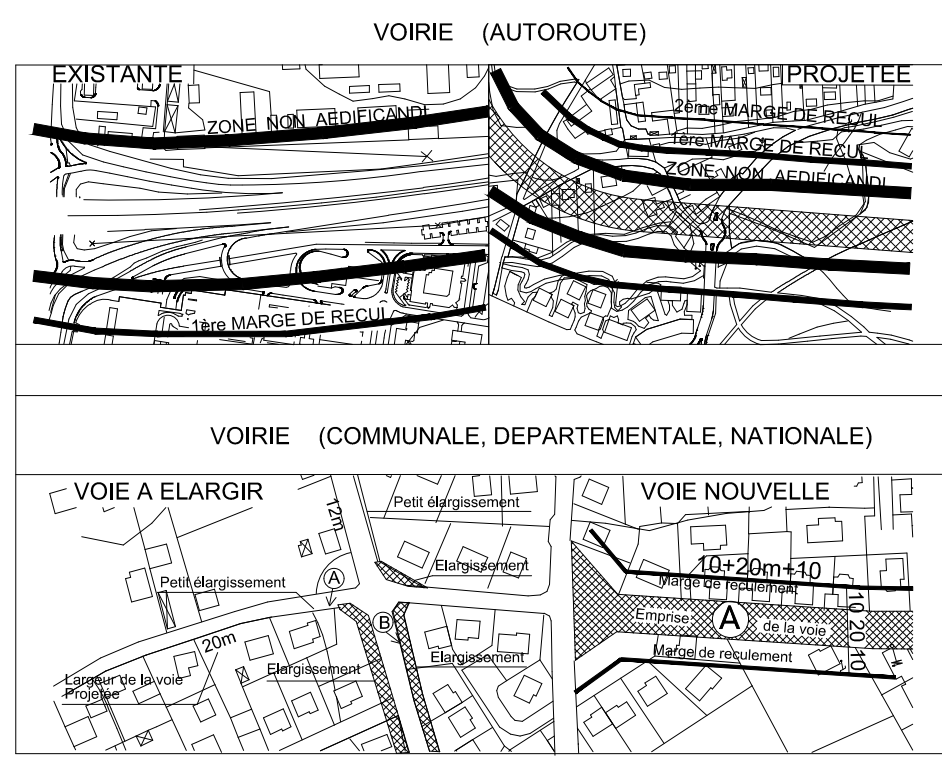 VOIRIE (AUTOROUTE)
EXISTANTE
ZONE NON AEDIFICANDI
1ère MARGE DE RECUL
PROJETEE
2ème MARGE DE RECUL
1ère MARGE DE RECUL
ZONE NON AEDIFICANDI
VOIRIE (COMMUNALE, DEPARTEMENTALE, NATIONALE)
VOIE A ELARGIR
12m
Petit élargissement
Elargissement
Petit élargissement
A
B
20m
Elargissement
Elargissement
Largeur de la voie
Projetée
VOIE NOUVELLE
10+20m+10
Marge de reculement
Emprise A de la voie
10 20 10
Marge de reculement